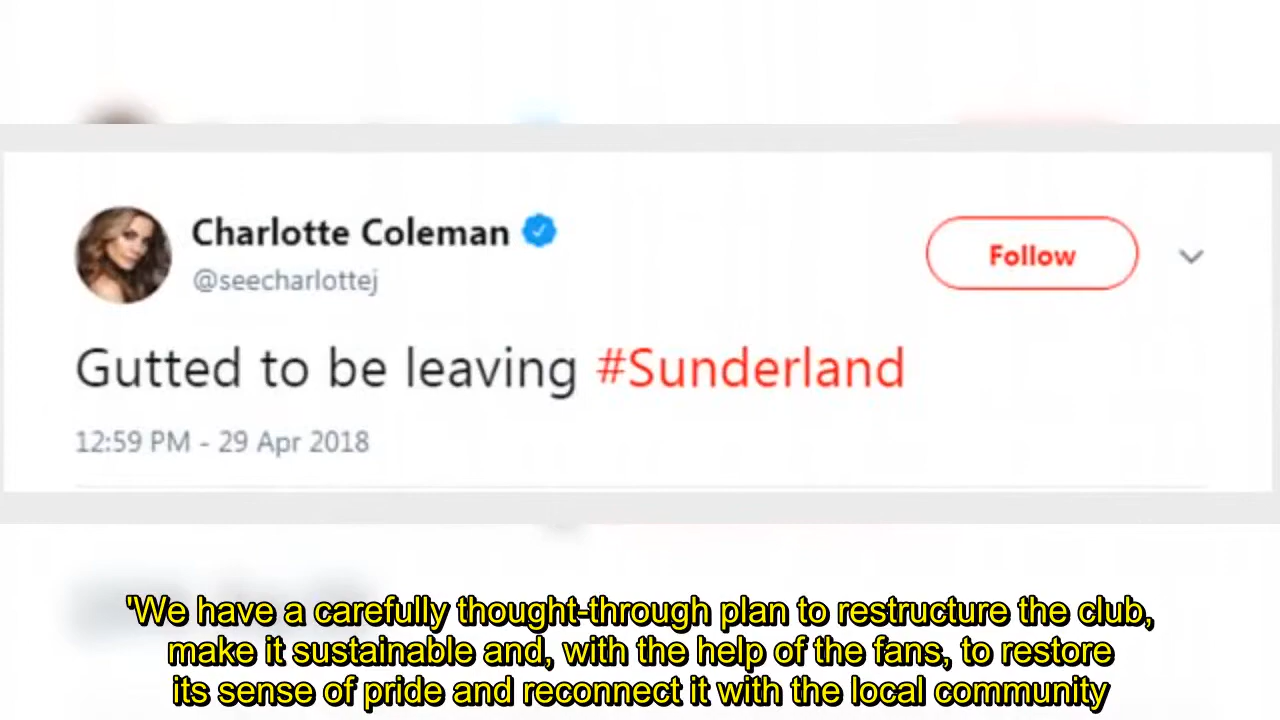 Charlotte Coleman
@seecharlottej
Follow
Gutted to be leaving #Sunderland
12:59 PM - 29 Apr 2018
'We have a carefully thought-through plan to restructure the club,
make it sustainable and, with the help of the fans, to restore
its sense of pride and reconnect it with the local community